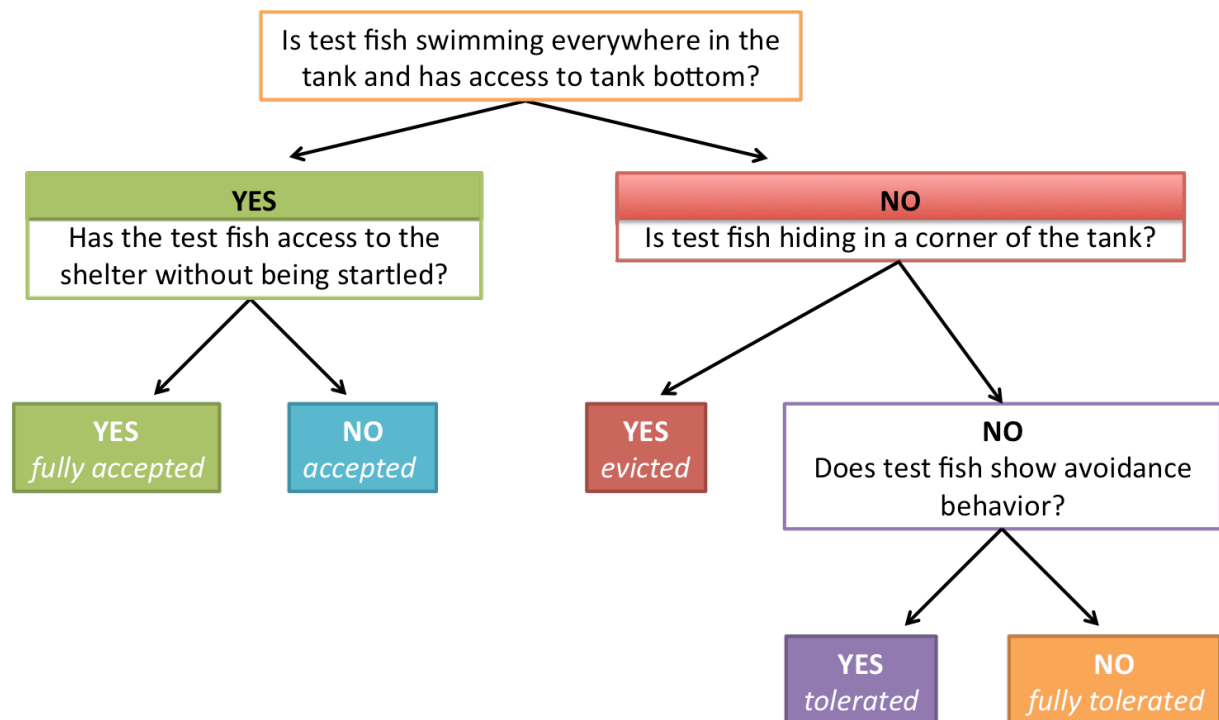 Is test fish swimming everywhere in the
tank and has access to tank bottom?
YES
Has the test fish access to the
shelter without being startled?
NO
Is test fish hiding in a corner of the tank?
YES
fully accepted
NO
accepted
YES
evicted
NO
Does test fish show avoidance
behavior?
YES
tolerated
NO
fully tolerated